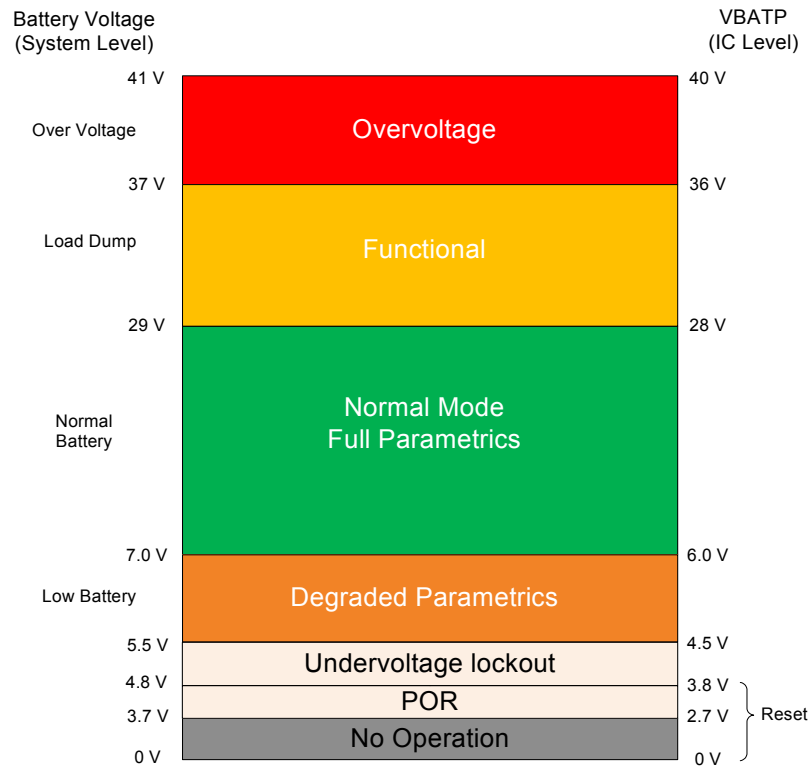 Battery Voltage
(System Level)
VBATP
(IC Level)
41 V
40 V
Over Voltage
Overvoltage
37 V
36 V
Load Dump
Functional
29 V
28 V
Normal
Battery
Normal Mode
Full Parametrics
7.0 V
6.0 V
Low Battery
Degraded Parametrics
5.5 V
4.5 V
Undervoltage lockout
4.8 V
3.8 V
POR
Reset
3.7 V
2.7 V
No Operation
0 V
0 V